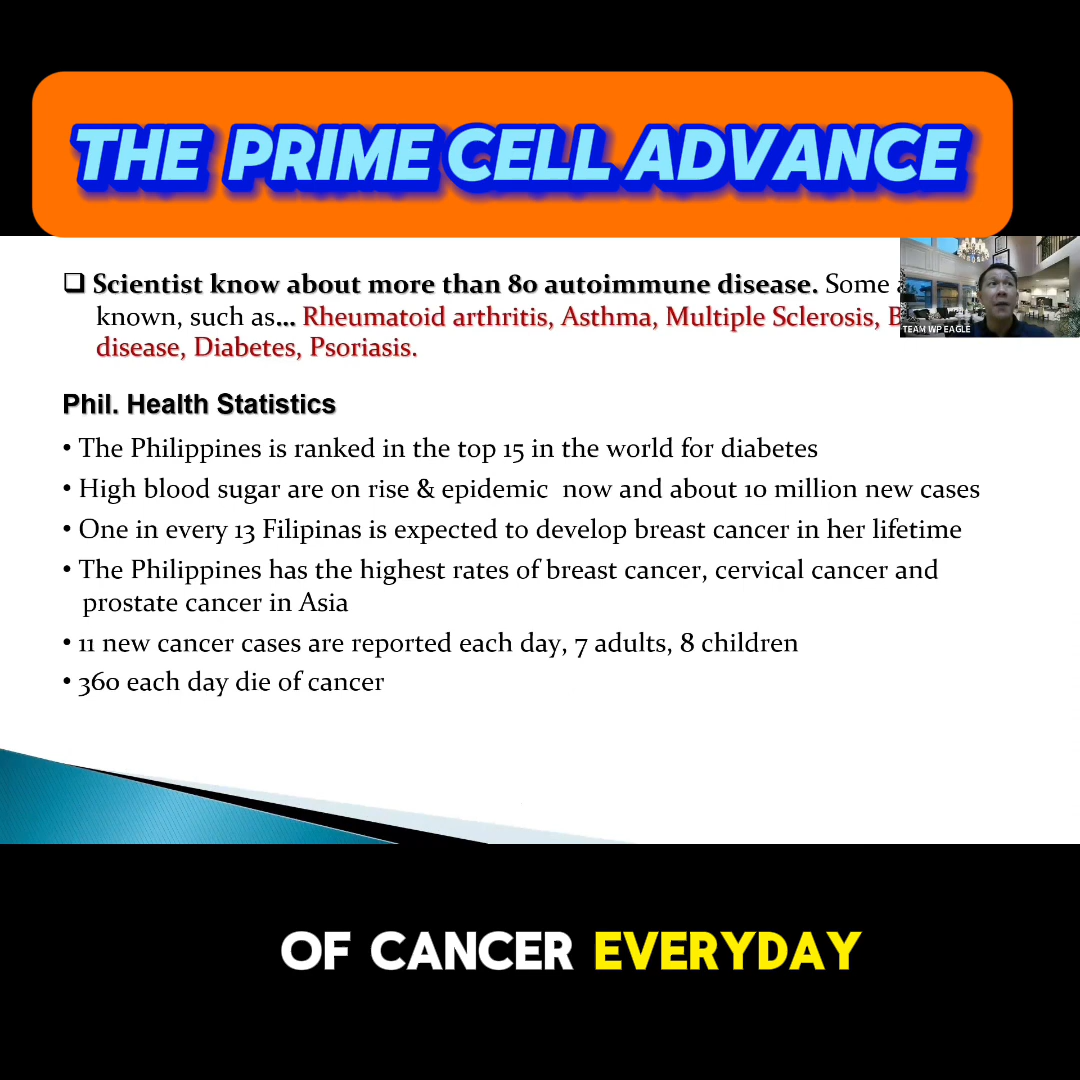 THE PRIME CELL ADVANCE
❑ Scientist know about more than 80 autoimmune disease. Some
known, such as... Rheumatoid arthritis, Asthma, Multiple Sclerosis,
disease, Diabetes, Psoriasis.
TEAM WP EAGLE
Phil. Health Statistics
• The Philippines is ranked in the top 15 in the world for diabetes
• High blood sugar are on rise & epidemic now and about 10 million new cases
• One in every 13 Filipinas is expected to develop breast cancer in her lifetime
• The Philippines has the highest rates of breast cancer, cervical cancer and
prostate cancer in Asia
• 11 new cancer cases are reported each day, 7 adults, 8 children
• 360 each day die of cancer
OF CANCER EVERYDAY